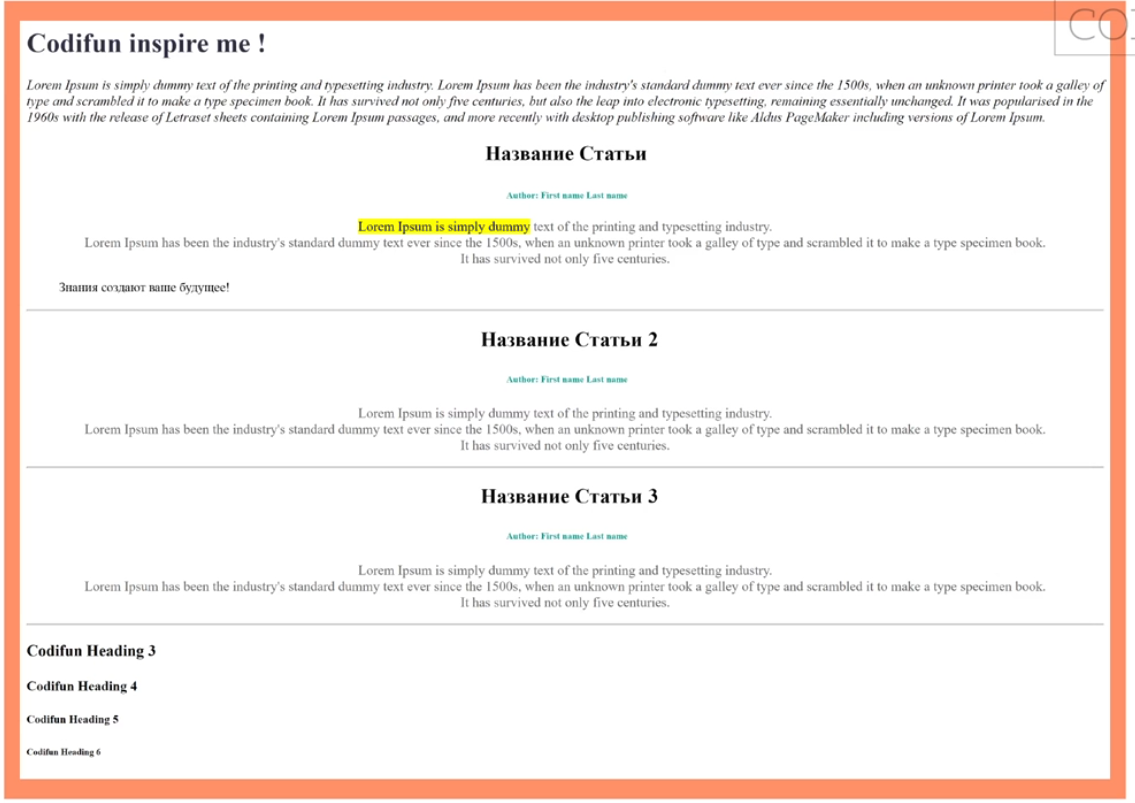 Codifun inspire me !
Lorem Ipsum is simply dummy text of the printing and typesetting industry. Lorem Ipsum has been the industry's standard dummy text ever since the 1500s, when an unknown printer took a galley of
type and scrambled it to make a type specimen book. It has survived not only five centuries, but also the leap into electronic typesetting, remaining essentially unchanged. It was popularised in the
1960s with the release of Letraset sheets containing Lorem Ipsum passages, and more recently with desktop publishing software like Aldus PageMaker including versions of Lorem Ipsum.
Название Статьи
Author: First name Last name
Lorem Ipsum is simply dummy text of the printing and typesetting industry.
Lorem Ipsum has been the industry's standard dummy text ever since the 1500s, when an unknown printer took a galley of type and scrambled it to make a type specimen book.
It has survived not only five centuries.
Знания создают ваше будущее!
Название Статьи 2
Author: First name Last name
Lorem Ipsum is simply dummy text of the printing and typesetting industry.
Lorem Ipsum has been the industry's standard dummy text ever since the 1500s, when an unknown printer took a galley of type and scrambled it to make a type specimen book.
It has survived not only five centuries.
Название Статьи 3
Author: First name Last name
Lorem Ipsum is simply dummy text of the printing and typesetting industry.
Lorem Ipsum has been the industry's standard dummy text ever since the 1500s, when an unknown printer took a galley of type and scrambled it to make a type specimen book.
It has survived not only five centuries.
Codifun Heading 3
Codifun Heading 4
Codifun Heading 5
Codifun Heading 6